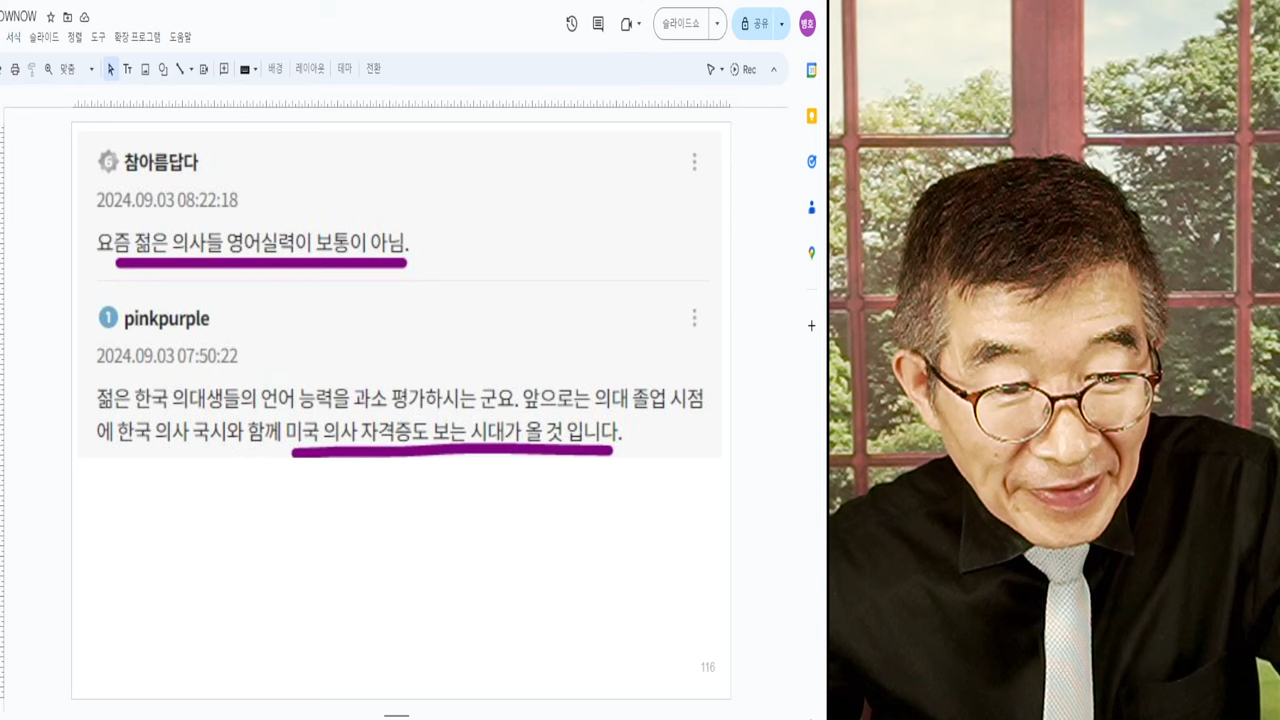 OWNOW
서식 슬라이드 정렬 도구 확장 프로그램 도움말
슬라이드쇼
공유
병호
맞춤
배경 레이아웃 테마 전환
Rec
6 참아름답다
2024.09.03 08:22:18
요즘 젊은 의사들 영어실력이 보통이 아님.
1 pinkpurple
2024.09.03 07:50:22
젊은 한국 의대생들의 언어 능력을 과소 평가하시는 군요. 앞으로는 의대 졸업 시점
에 한국 의사 국시와 함께 미국 의사 자격증도 보는 시대가 올 것 입니다.
116